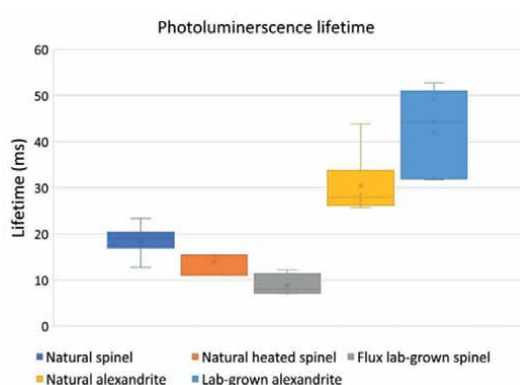 Photoluminerscence lifetime
60
50
40
30
20
10
0
Lifetime (ms)
Natural spinel Natural heated spinel Flux lab-grown spinel
Natural alexandrite Lab-grown alexandrite